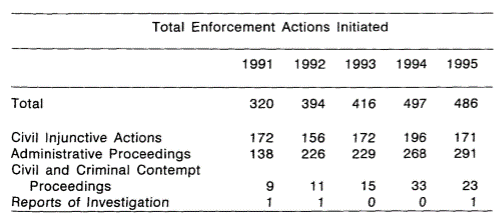 Total Enforcement Actions Initiated
1991 1992 1993 1994 1995
Total 320 394 416 497 486
Civil Injunctive Actions 172 156 172 196 171
Administrative Proceedings 138 226 229 268 291
Civil and Criminal Contempt
Proceedings 9 11 15 33 23
Reports of Investigation 1 1 0 0 1